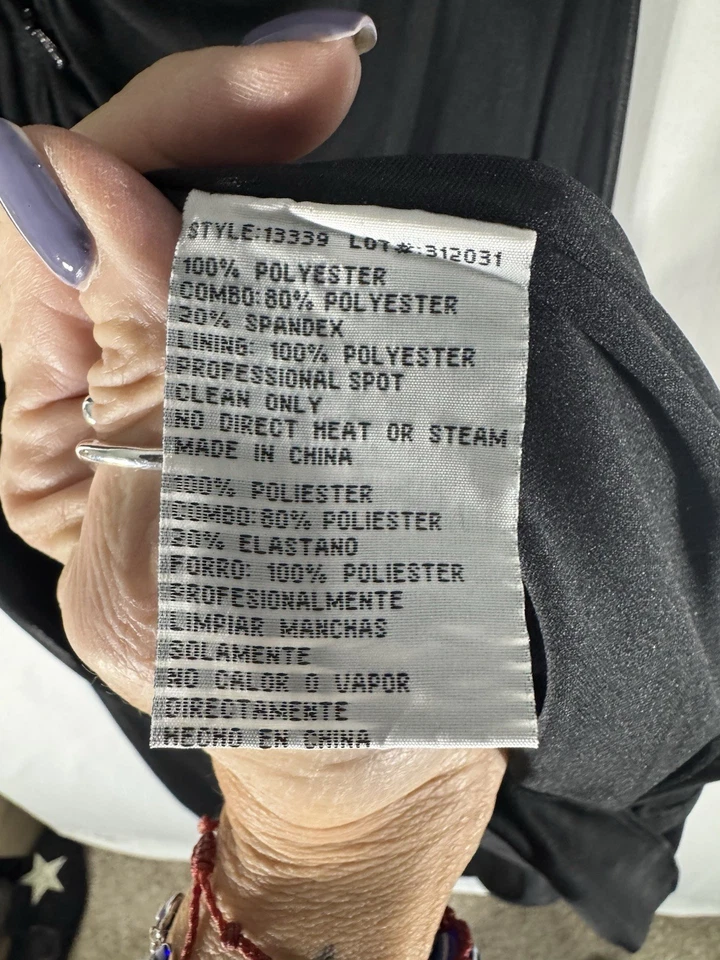 STYLE:13339 LOT#:312031
100% POLYESTER
COMBO:80% POLYESTER
20% SPANDEX
LINING: 100% POLYESTER
PROFESSIONAL SPOT
CLEAN ONLY
NO DIRECT HEAT OR STEAM
MADE IN CHINA
100% POLIESTER
COMBO:80% POLIESTER
20% ELASTANO
FORRO: 100% POLIESTER
PROFESIONALMENTE
LIMPIAR MANCHAS
SOLAMENTE
NO CALOR O VAPOR
DIRECTAMENTE
HECHO EN CHINA